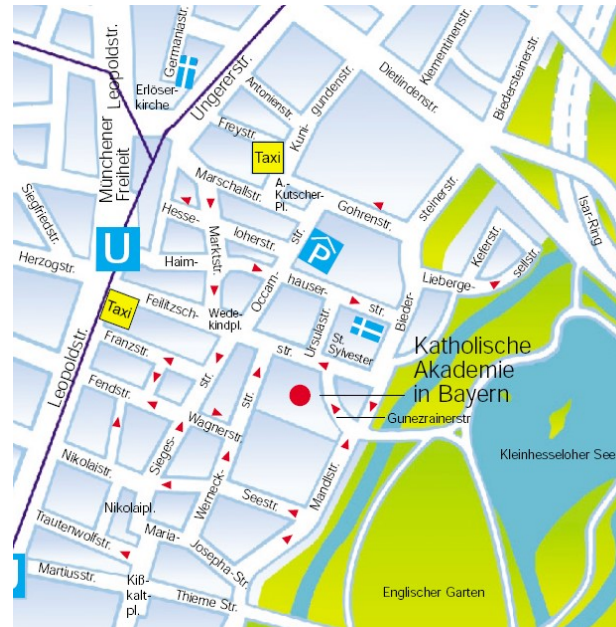 Germaniastr.
Klementinenstr.
Leopoldstr.
Erlöser-
kirche
Ungererstr.
Antonienstr.
Kuni-
gundenstr.
Dietlindenstr.
Biedersteinerstr.
Freystr.
Taxi
Münchener
Freiheit
Marschallstr.
A.-
Kutscher-
Pl.
Gohrenstr.
steinerstr.
Isar-Ring
Siegfriedstr.
Hesse-
loherstr.
str.
Marktstr.
U
P
Keferstr.
Herzogstr.
Haim-
hauser-
str.
Occam-
Lieberge-
sellstr.
Taxi
Feilitzsch-
Wede-
kindpl.
Ursulastr.
St.
Sylvester
Bieder-
Franzstr.
str.
str.
Leopoldstr.
Katholische
Akademie
in Bayern
Fendstr.
Wagnerstr.
str.
Gunezrainerstr
Sieges-
Kleinhesseloher See
Nikolaistr.
Werneck-
Seestr.
Mandlstr.
Nikolaipl.
Trautenwolfstr.
Maria-
Josepha-Str.
Martiusstr.
Kiß-
kalt-
pl.
Thieme Str.
Englischer Garten